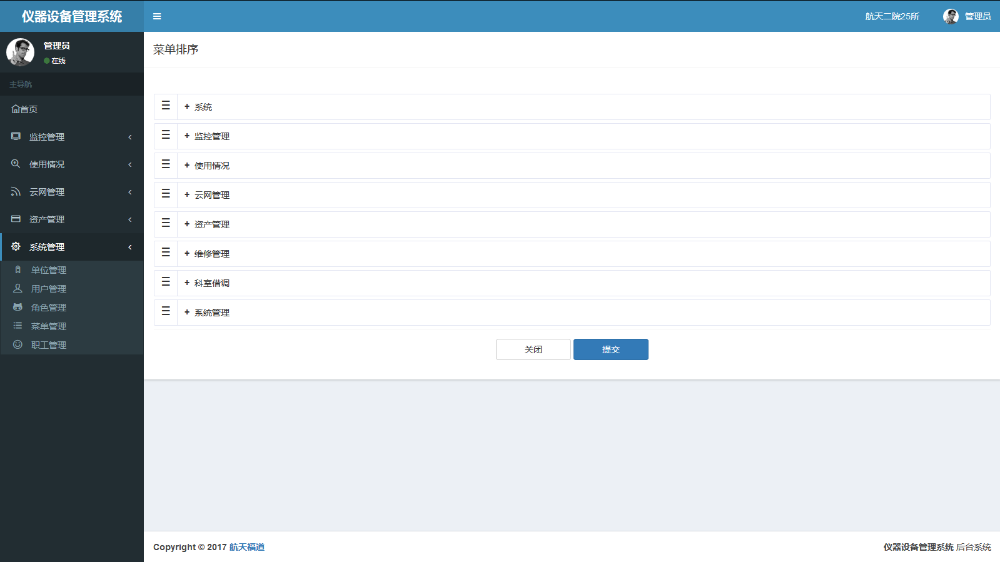 仪器设备管理系统
航天二院25所
管理员
管理员
在线
主导航
首页
监控管理
使用情况
云网管理
资产管理
系统管理
单位管理
用户管理
角色管理
菜单管理
职工管理
菜单排序
+ 系统
+ 监控管理
+ 使用情况
+ 云网管理
+ 资产管理
+ 维修管理
+ 科室借调
+ 系统管理
关闭
提交
Copyright © 2017 航天福道
仪器设备管理系统 后台系统